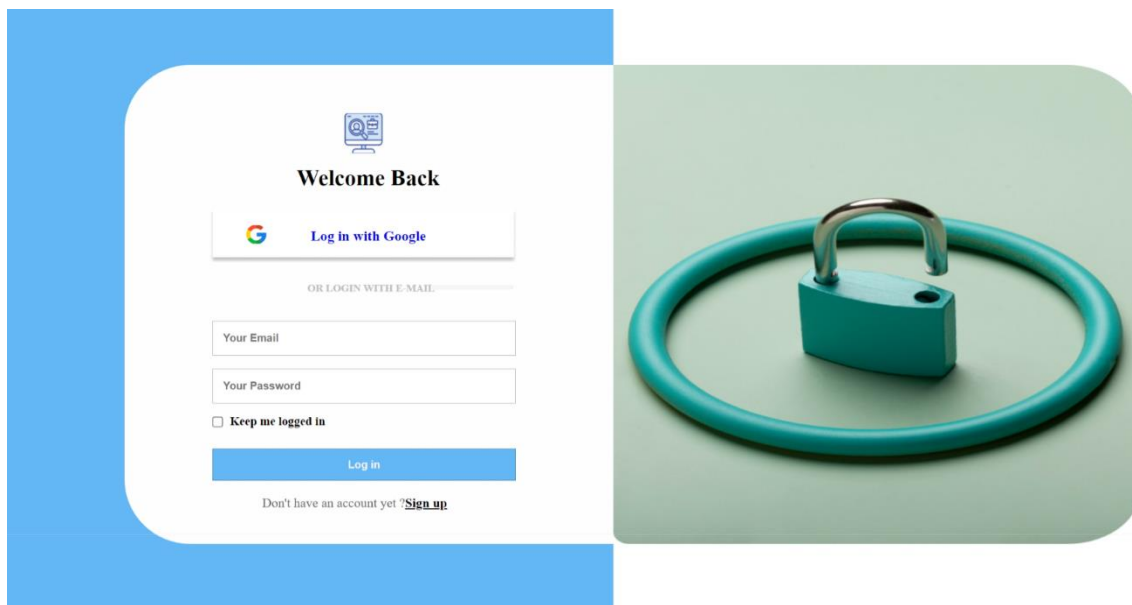 Welcome Back
Log in with Google
OR LOGIN WITH E-MAIL
Your Email
Your Password
Keep me logged in
Log in
Don't have an account yet ?Sign up